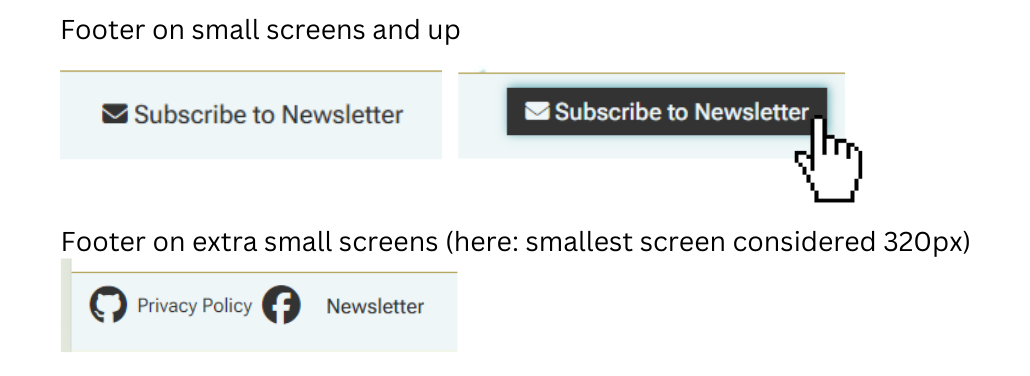 Footer on small screens and up
Subscribe to Newsletter Subscribe to Newsletter
Footer on extra small screens (here: smallest screen considered 320px)
Privacy Policy Newsletter